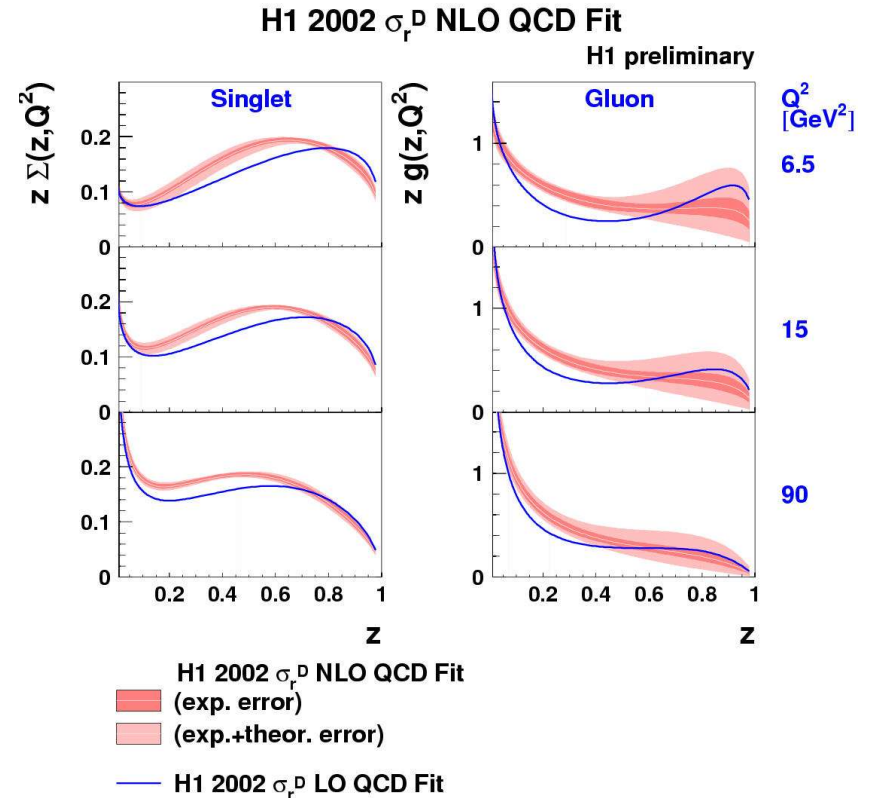 H1 2002 σᵣᴰ NLO QCD Fit
H1 preliminary
z Σ(z,Q²)
z g(z,Q²)
Singlet
Gluon
Q²
[GeV²]
0.2
0.1
0
1
0
6.5
0.2
0.1
0
1
0
15
0.2
0.1
0
1
0
90
0.2 0.4 0.6 0.8 1
0.2 0.4 0.6 0.8 1
z
z
H1 2002 σᵣᴰ NLO QCD Fit
(exp. error)
(exp.+theor. error)
H1 2002 σᵣᴰ LO QCD Fit